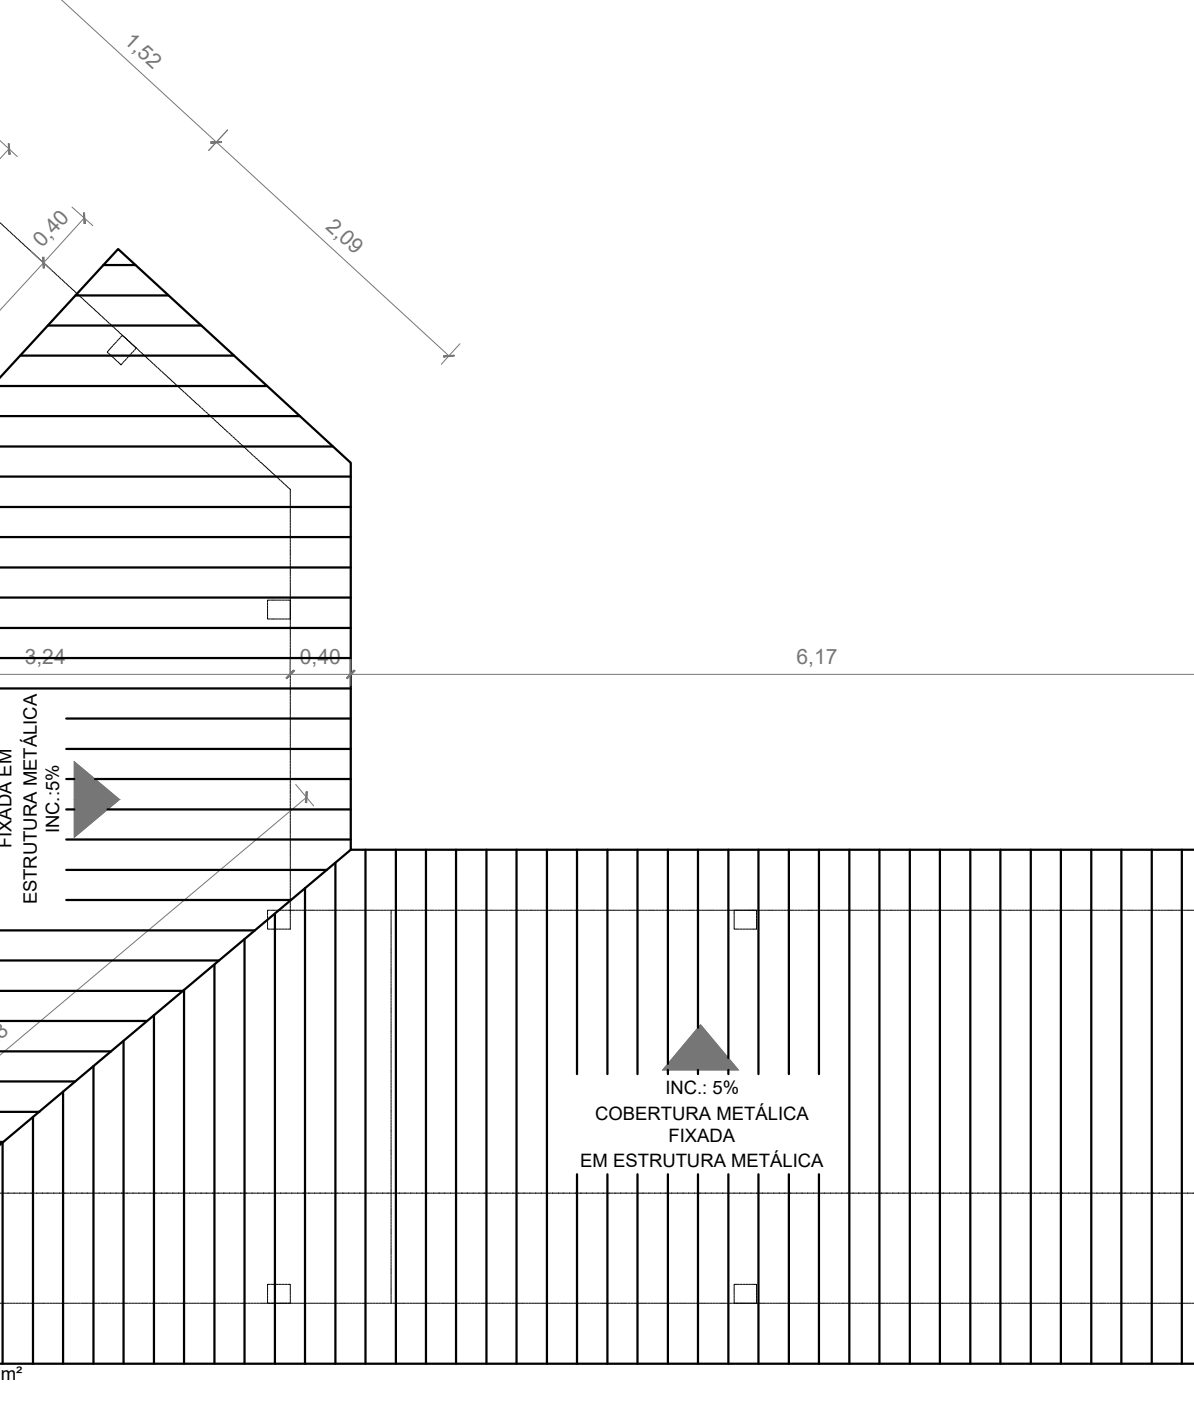 1,52
2,09
0,40
3,24
0,40
6,17
FIXADA EM
ESTRUTURA METÁLICA
INC.:5%
INC.: 5%
COBERTURA METÁLICA
FIXADA
EM ESTRUTURA METÁLICA
m²